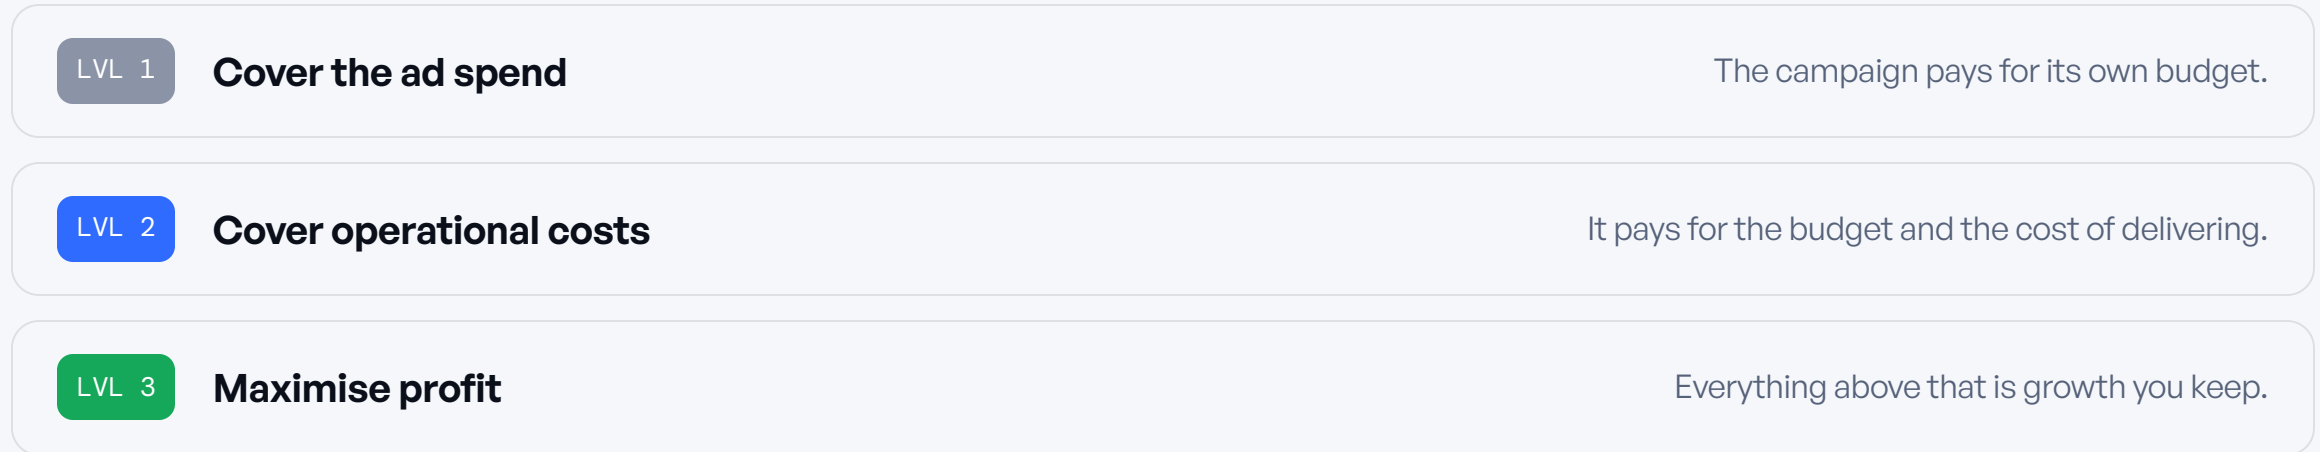 LVL 1 Cover the ad spend The campaign pays for its own budget.
LVL 2 Cover operational costs It pays for the budget and the cost of delivering.
LVL 3 Maximise profit Everything above that is growth you keep.